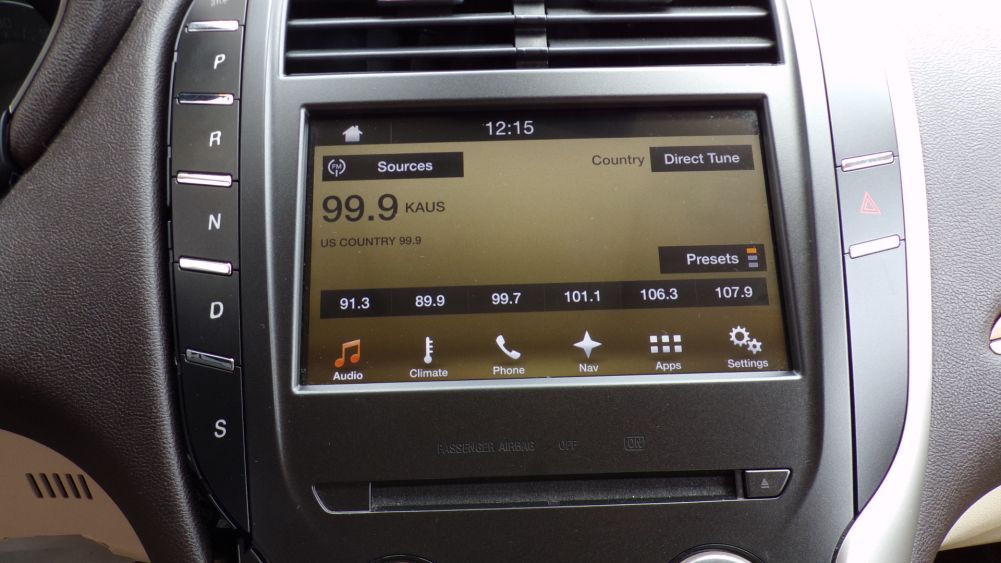 P
R
N
D
S
12:15
FM Sources
Country Direct Tune
99.9 KAUS
US COUNTRY 99.9
Presets
91.3 89.9 99.7 101.1 106.3 107.9
Audio Climate Phone Nav Apps Settings
PASSENGER AIRBAG OFF ON